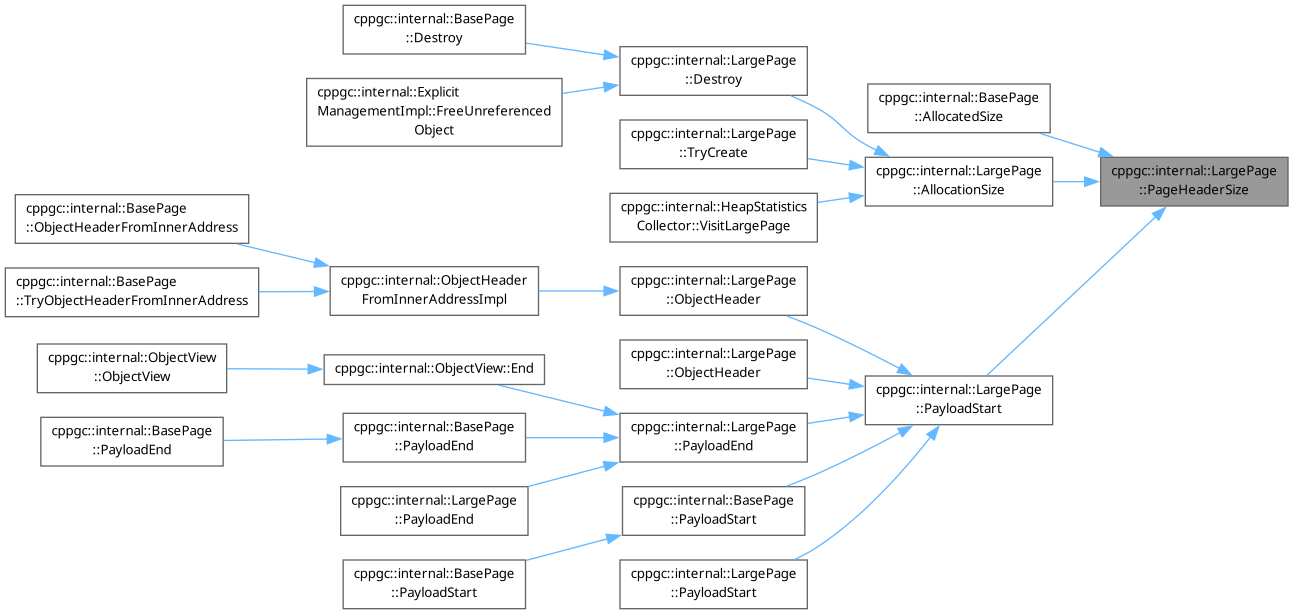 cppgc::internal::BasePage
::Destroy
cppgc::internal::LargePage
::Destroy
cppgc::internal::Explicit
ManagementImpl::FreeUnreferenced
Object
cppgc::internal::BasePage
::AllocatedSize
cppgc::internal::LargePage
::TryCreate
cppgc::internal::LargePage
::AllocationSize
cppgc::internal::LargePage
::PageHeaderSize
cppgc::internal::HeapStatistics
Collector::VisitLargePage
cppgc::internal::BasePage
::ObjectHeaderFromInnerAddress
cppgc::internal::BasePage
::TryObjectHeaderFromInnerAddress
cppgc::internal::ObjectHeader
FromInnerAddressImpl
cppgc::internal::LargePage
::ObjectHeader
cppgc::internal::ObjectView
::ObjectView
cppgc::internal::ObjectView::End
cppgc::internal::LargePage
::ObjectHeader
cppgc::internal::LargePage
::PayloadStart
cppgc::internal::BasePage
::PayloadEnd
cppgc::internal::BasePage
::PayloadEnd
cppgc::internal::LargePage
::PayloadEnd
cppgc::internal::LargePage
::PayloadEnd
cppgc::internal::BasePage
::PayloadStart
cppgc::internal::BasePage
::PayloadStart
cppgc::internal::LargePage
::PayloadStart